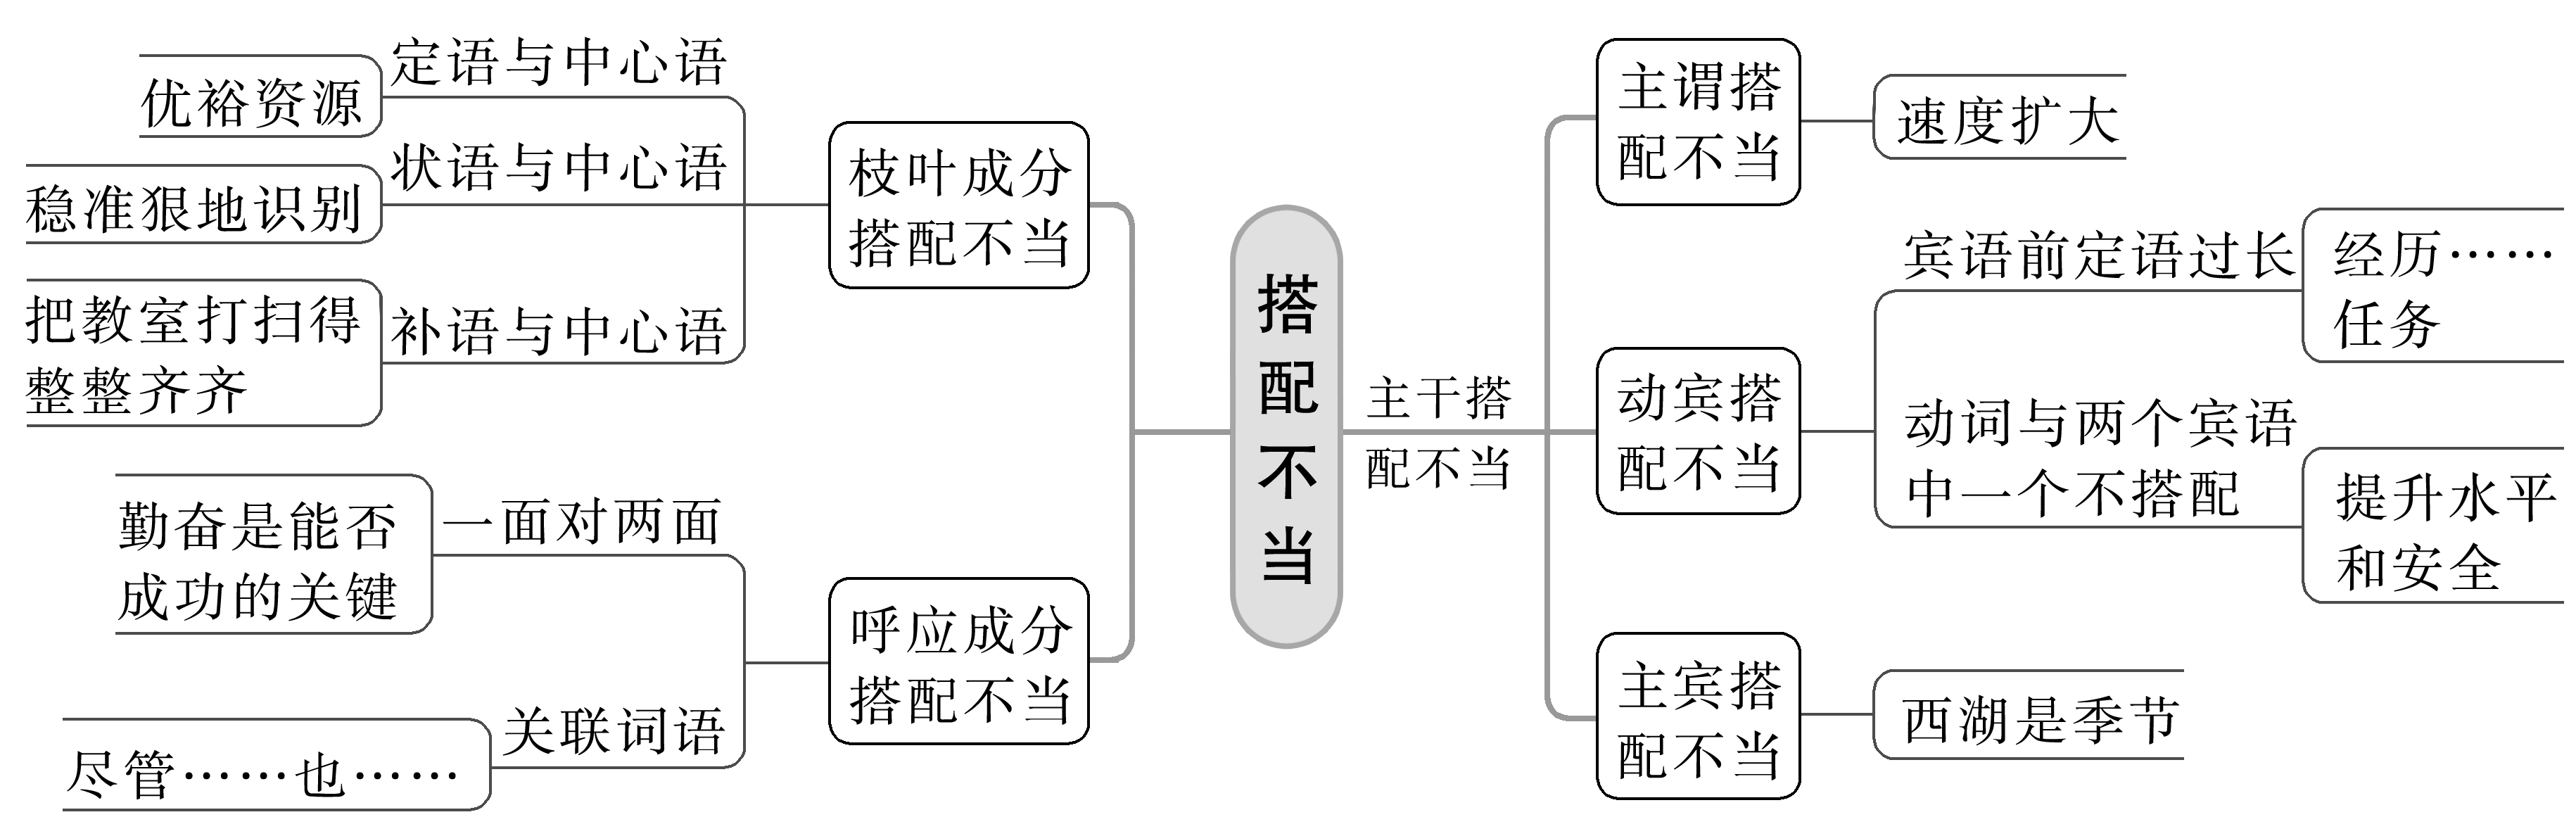 搭配不当
主干搭
配不当
主谓搭
配不当
速度扩大
动宾搭
配不当
宾语前定语过长
经历……
任务
动词与两个宾语
中一个不搭配
提升水平
和安全
主宾搭
配不当
西湖是季节
枝叶成分
搭配不当
定语与中心语
优裕资源
状语与中心语
稳准狠地识别
补语与中心语
把教室打扫得
整整齐齐
呼应成分
搭配不当
一面对两面
勤奋是能否
成功的关键
关联词语
尽管……也……